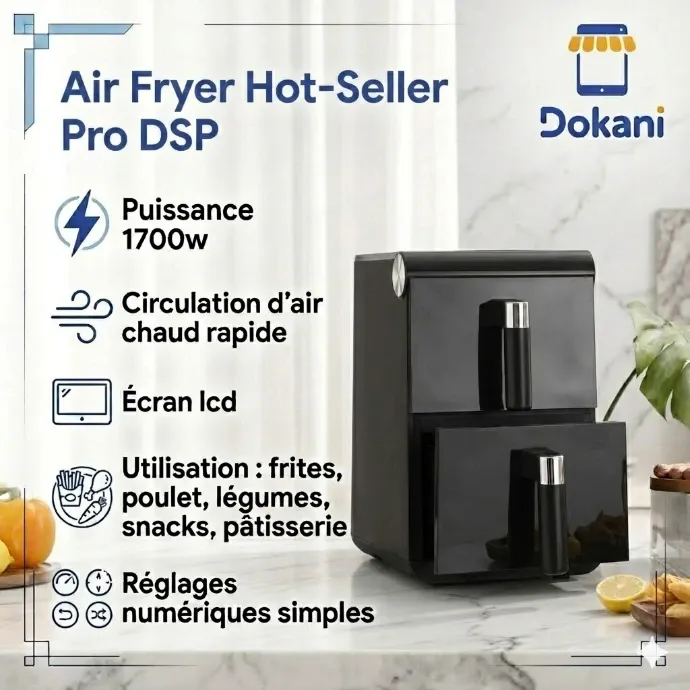 Air Fryer Hot-Seller
Pro DSP
Dokani
Puissance
1700w
Circulation d'air
chaud rapide
Écran lcd
Utilisation : frites,
poulet, légumes,
snacks, pâtisserie
Réglages
numériques simples